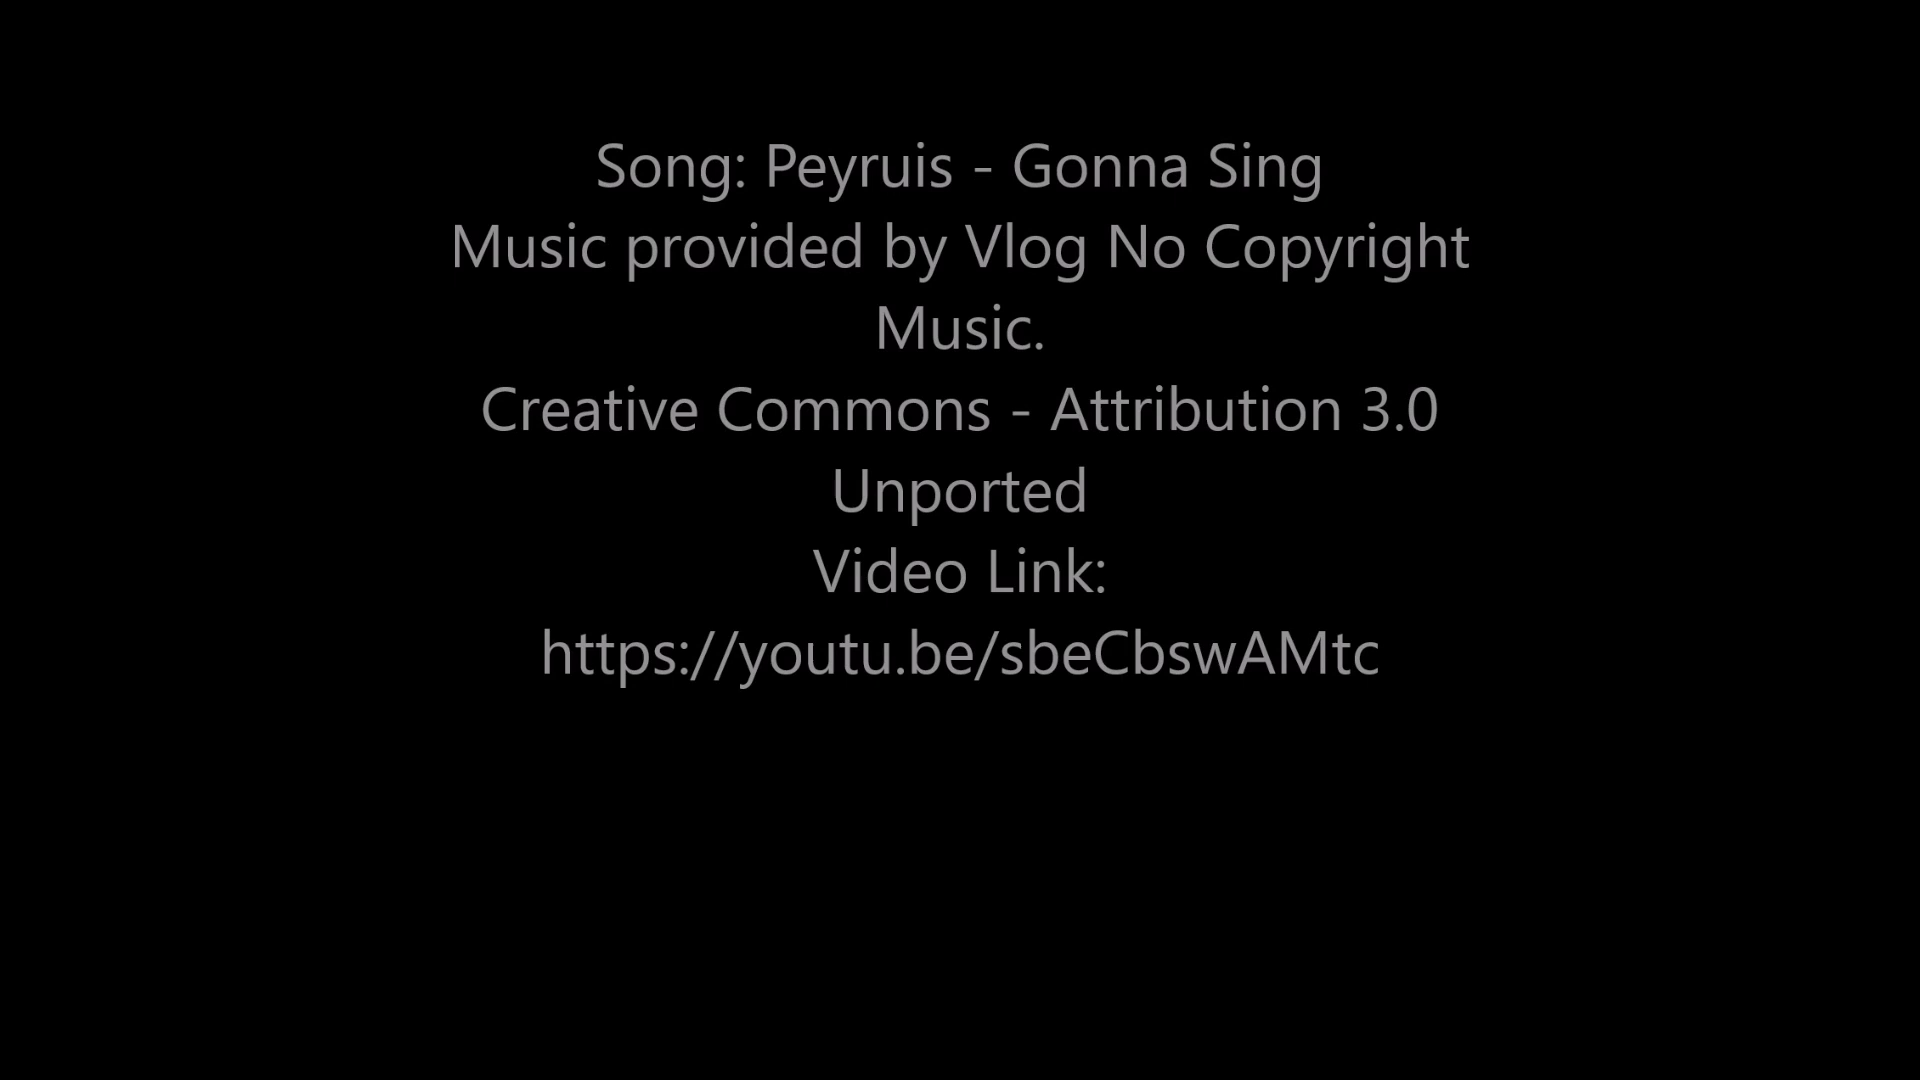 Song: Peyruis - Gonna Sing
Music provided by Vlog No Copyright
Music.
Creative Commons - Attribution 3.0
Unported
Video Link:
https://youtu.be/sbeCbswAMtc